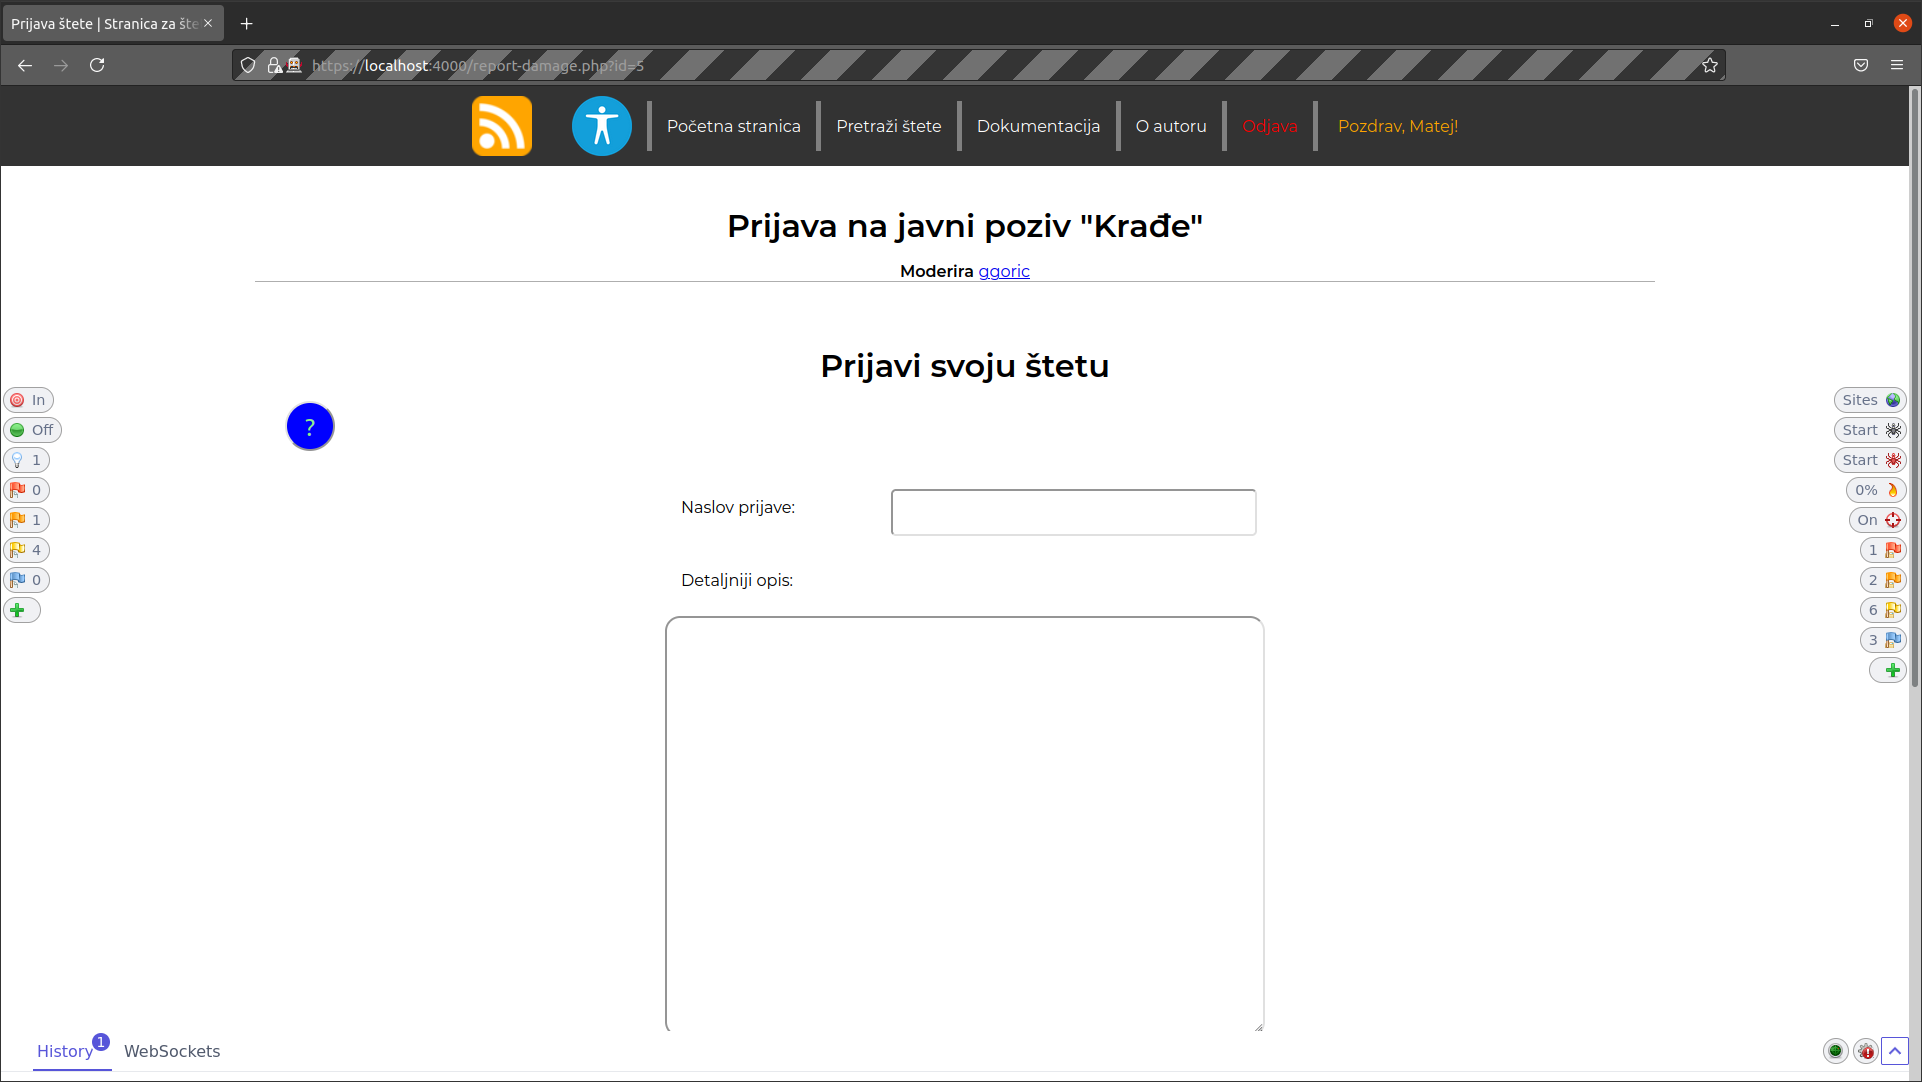 Prijava štete | Stranica za šte
https://localhost:4000/report-damage.php?id=5
Početna stranica
Pretraži štete
Dokumentacija
O autoru
Odjava
Pozdrav, Matej!
Prijava na javni poziv "Krađe"
Moderira ggoric
Prijavi svoju štetu
?
Naslov prijave:
Detaljniji opis:
In
Off
1
0
1
4
0
Sites
Start
Start
0%
On
1
2
6
3
History 1
WebSockets